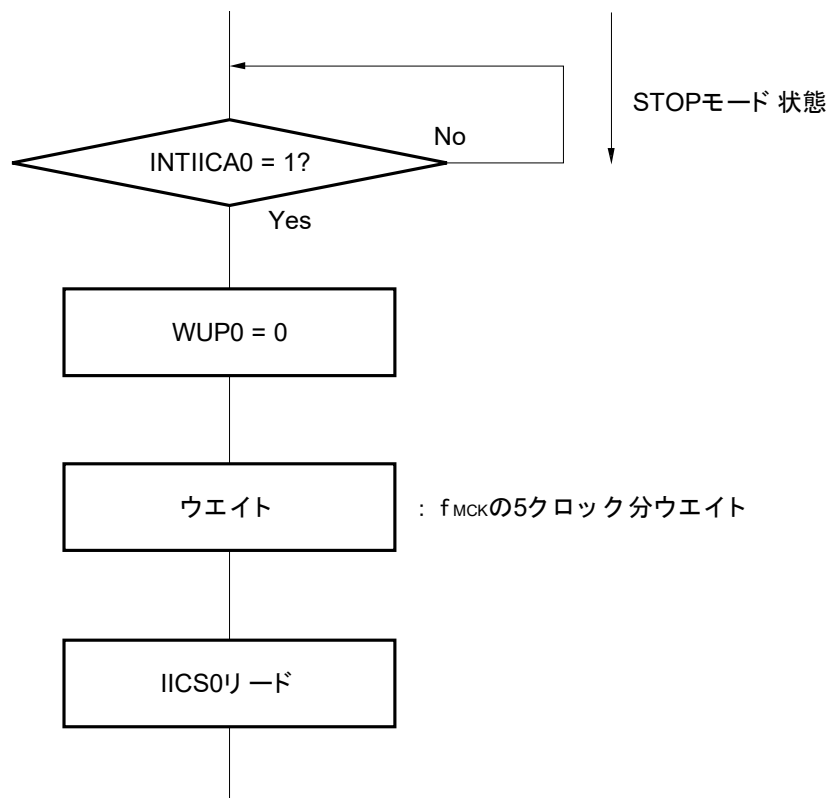 STOPモード 状態
No
INTIICA0 = 1?
Yes
WUP0 = 0
ウエイト
: fMCKの5クロック分ウエイト
IICS0リード